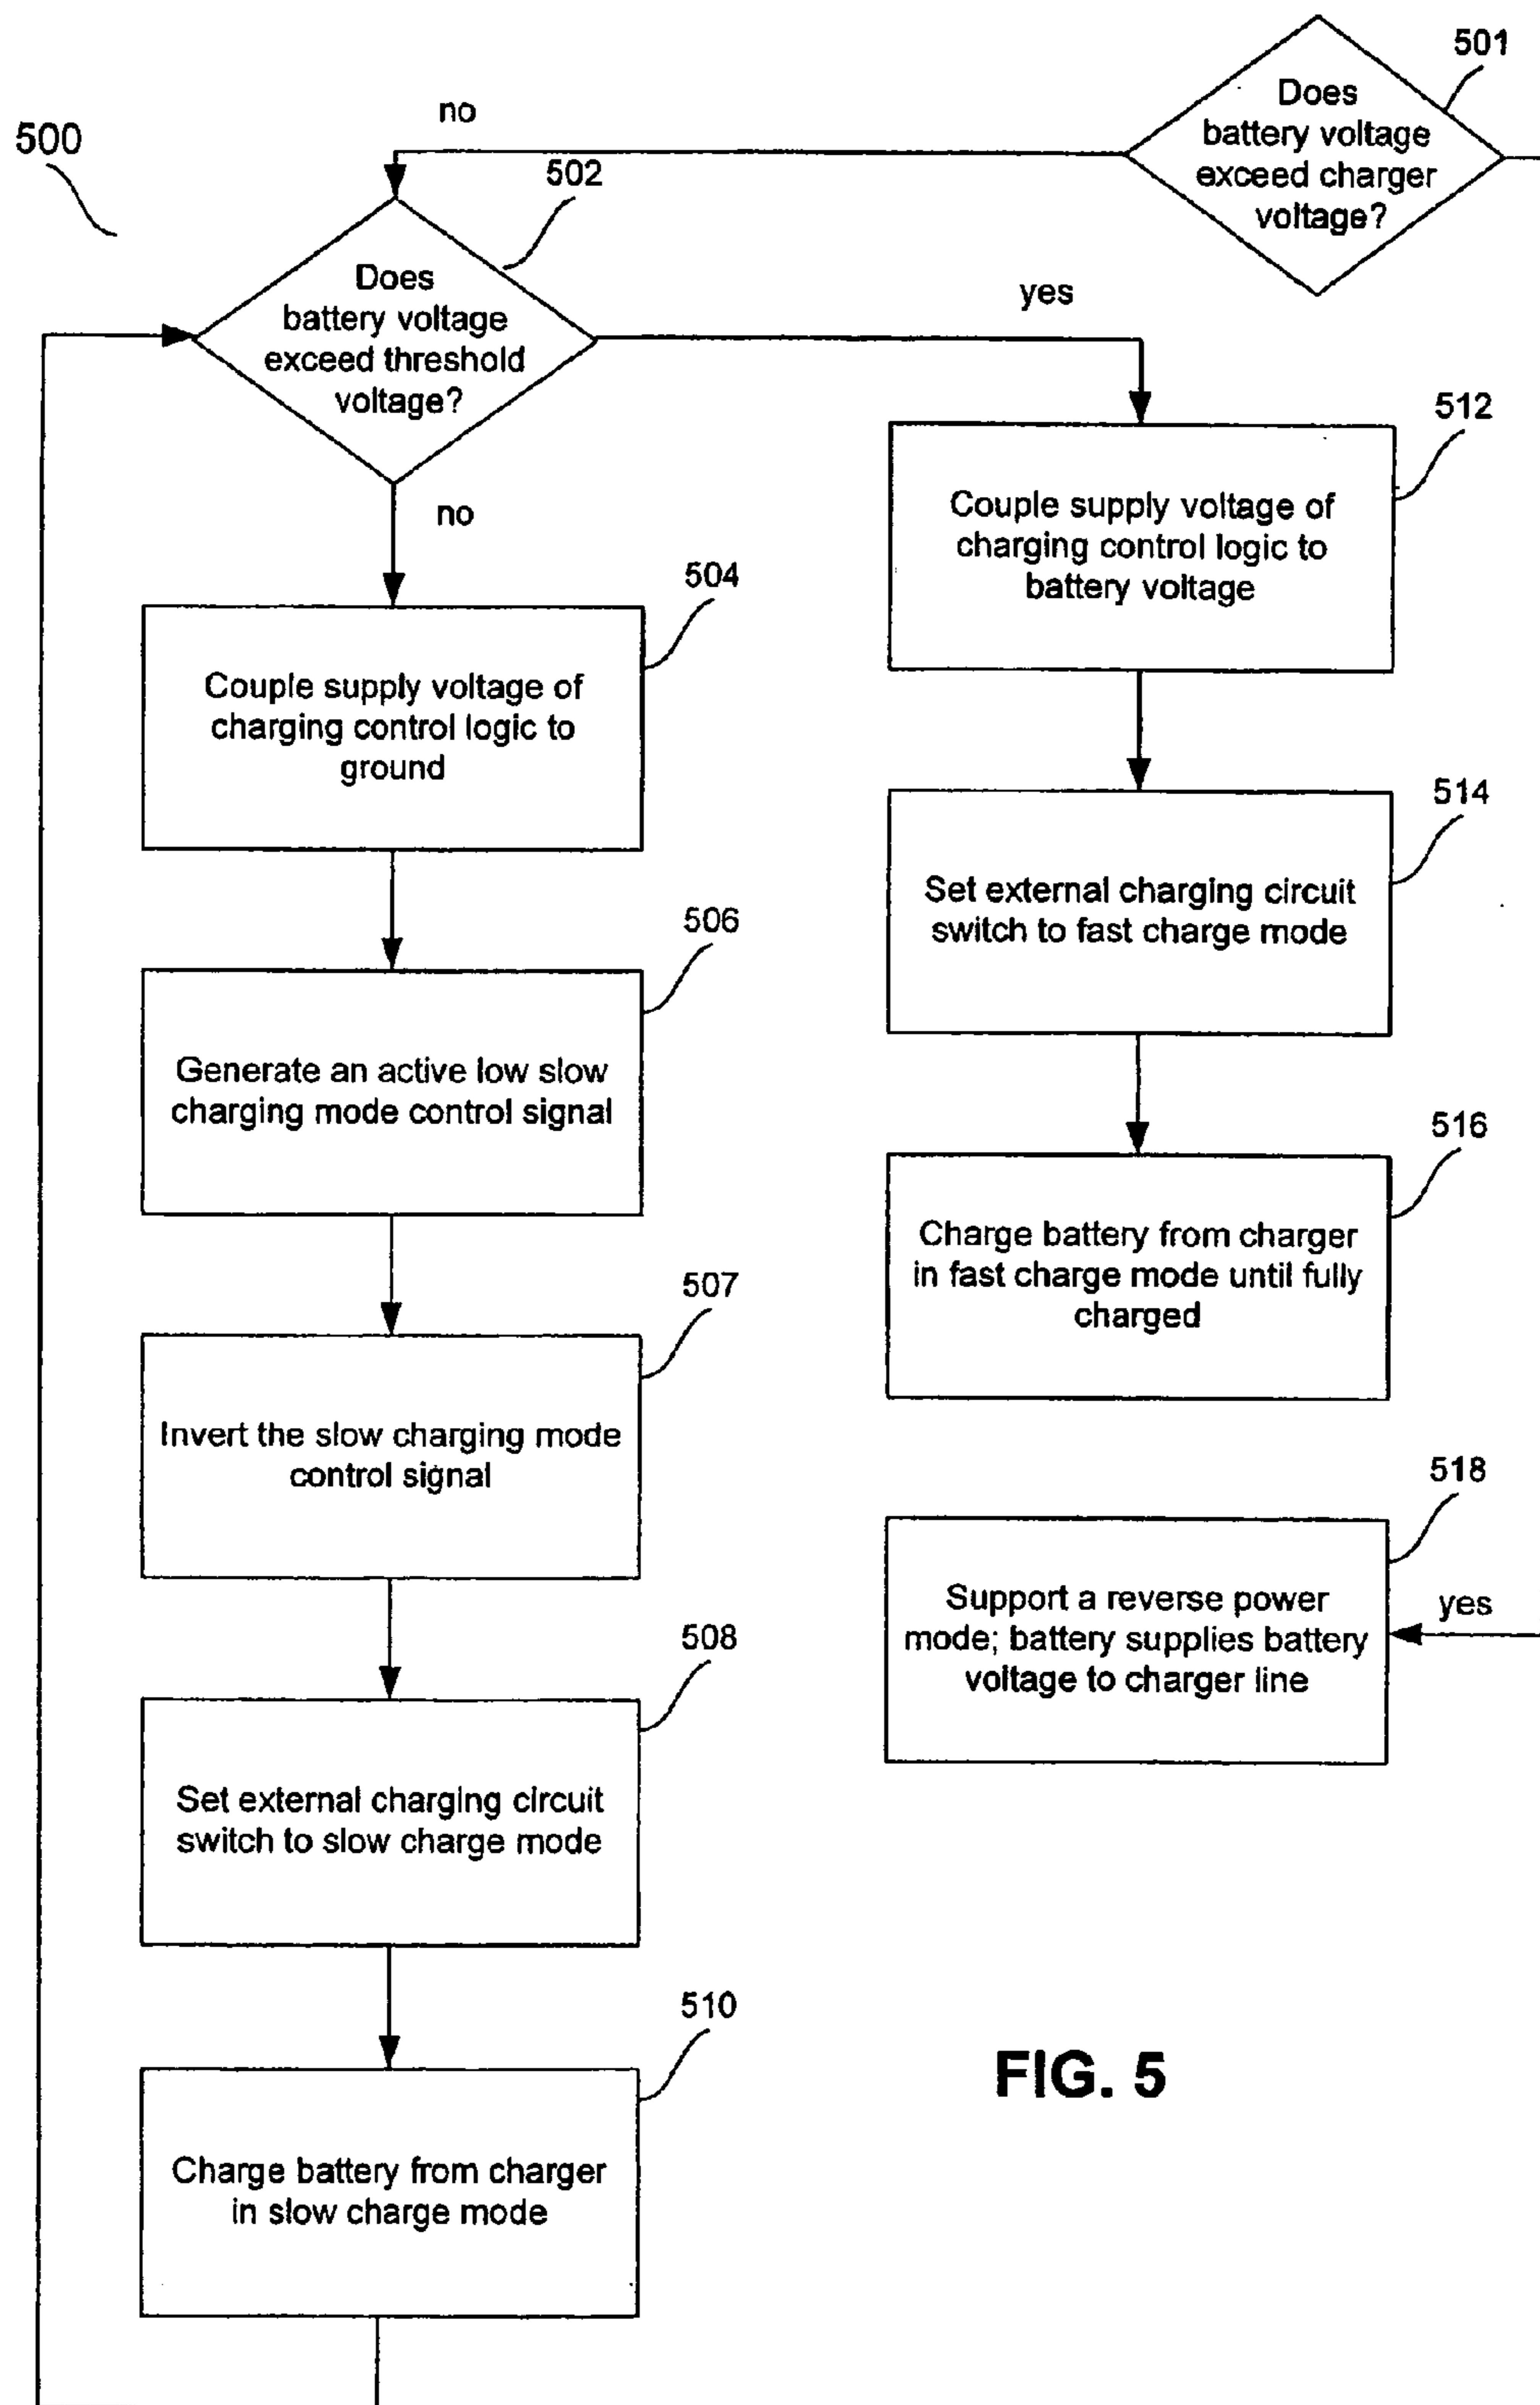 500
501
Does
battery voltage
exceed charger
voltage?
no
502
Does
battery voltage
exceed threshold
voltage?
yes
no
504
Couple supply voltage of
charging control logic to
ground
506
Generate an active low slow
charging mode control signal
507
Invert the slow charging mode
control signal
508
Set external charging circuit
switch to slow charge mode
510
Charge battery from charger
in slow charge mode
512
Couple supply voltage of
charging control logic to
battery voltage
514
Set external charging circuit
switch to fast charge mode
516
Charge battery from charger
in fast charge mode until fully
charged
518
Support a reverse power
mode; battery supplies battery
voltage to charger line
yes
FIG. 5